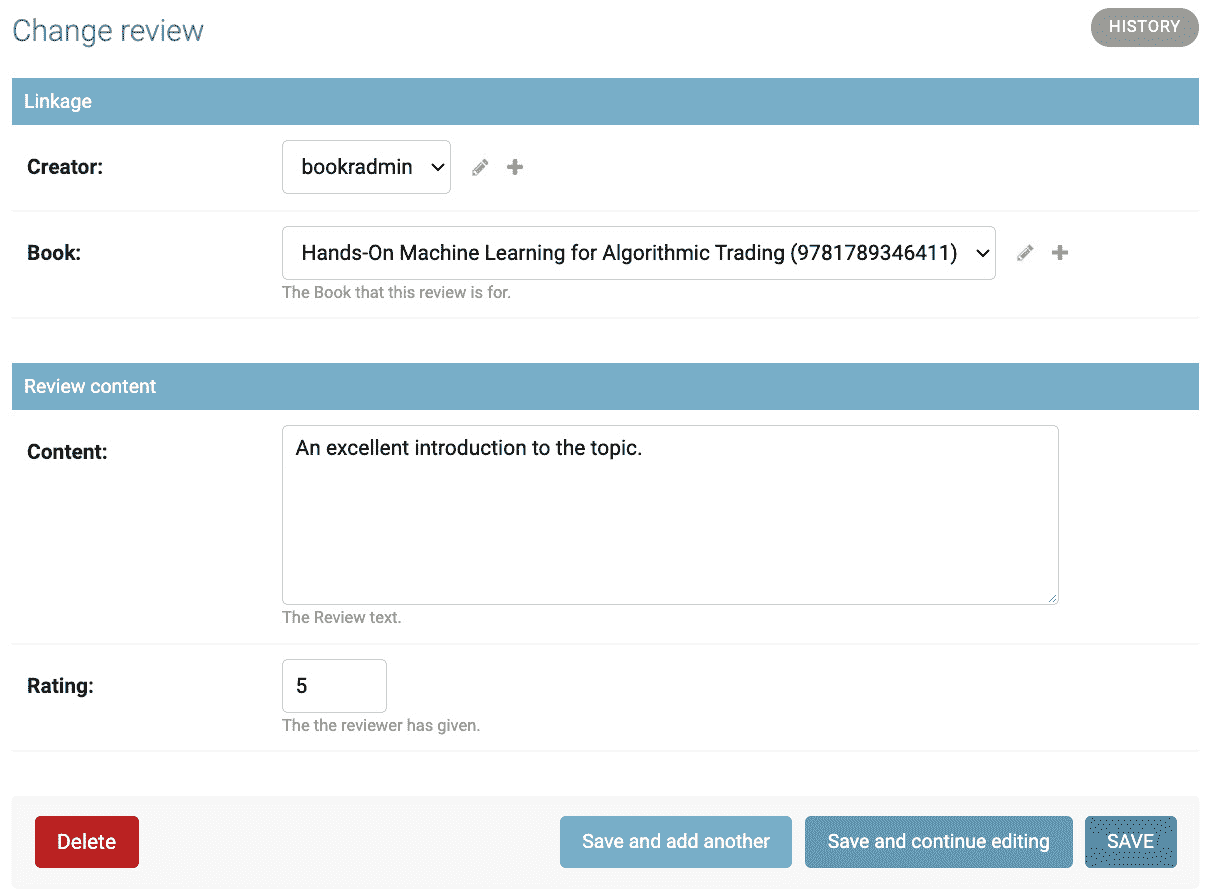 Change review
HISTORY
Linkage
Creator:
bookradmin
Book:
Hands-On Machine Learning for Algorithmic Trading (9781789346411)
The Book that this review is for.
Review content
Content:
An excellent introduction to the topic.
The Review text.
Rating:
5
The the reviewer has given.
Delete
Save and add another
Save and continue editing
SAVE